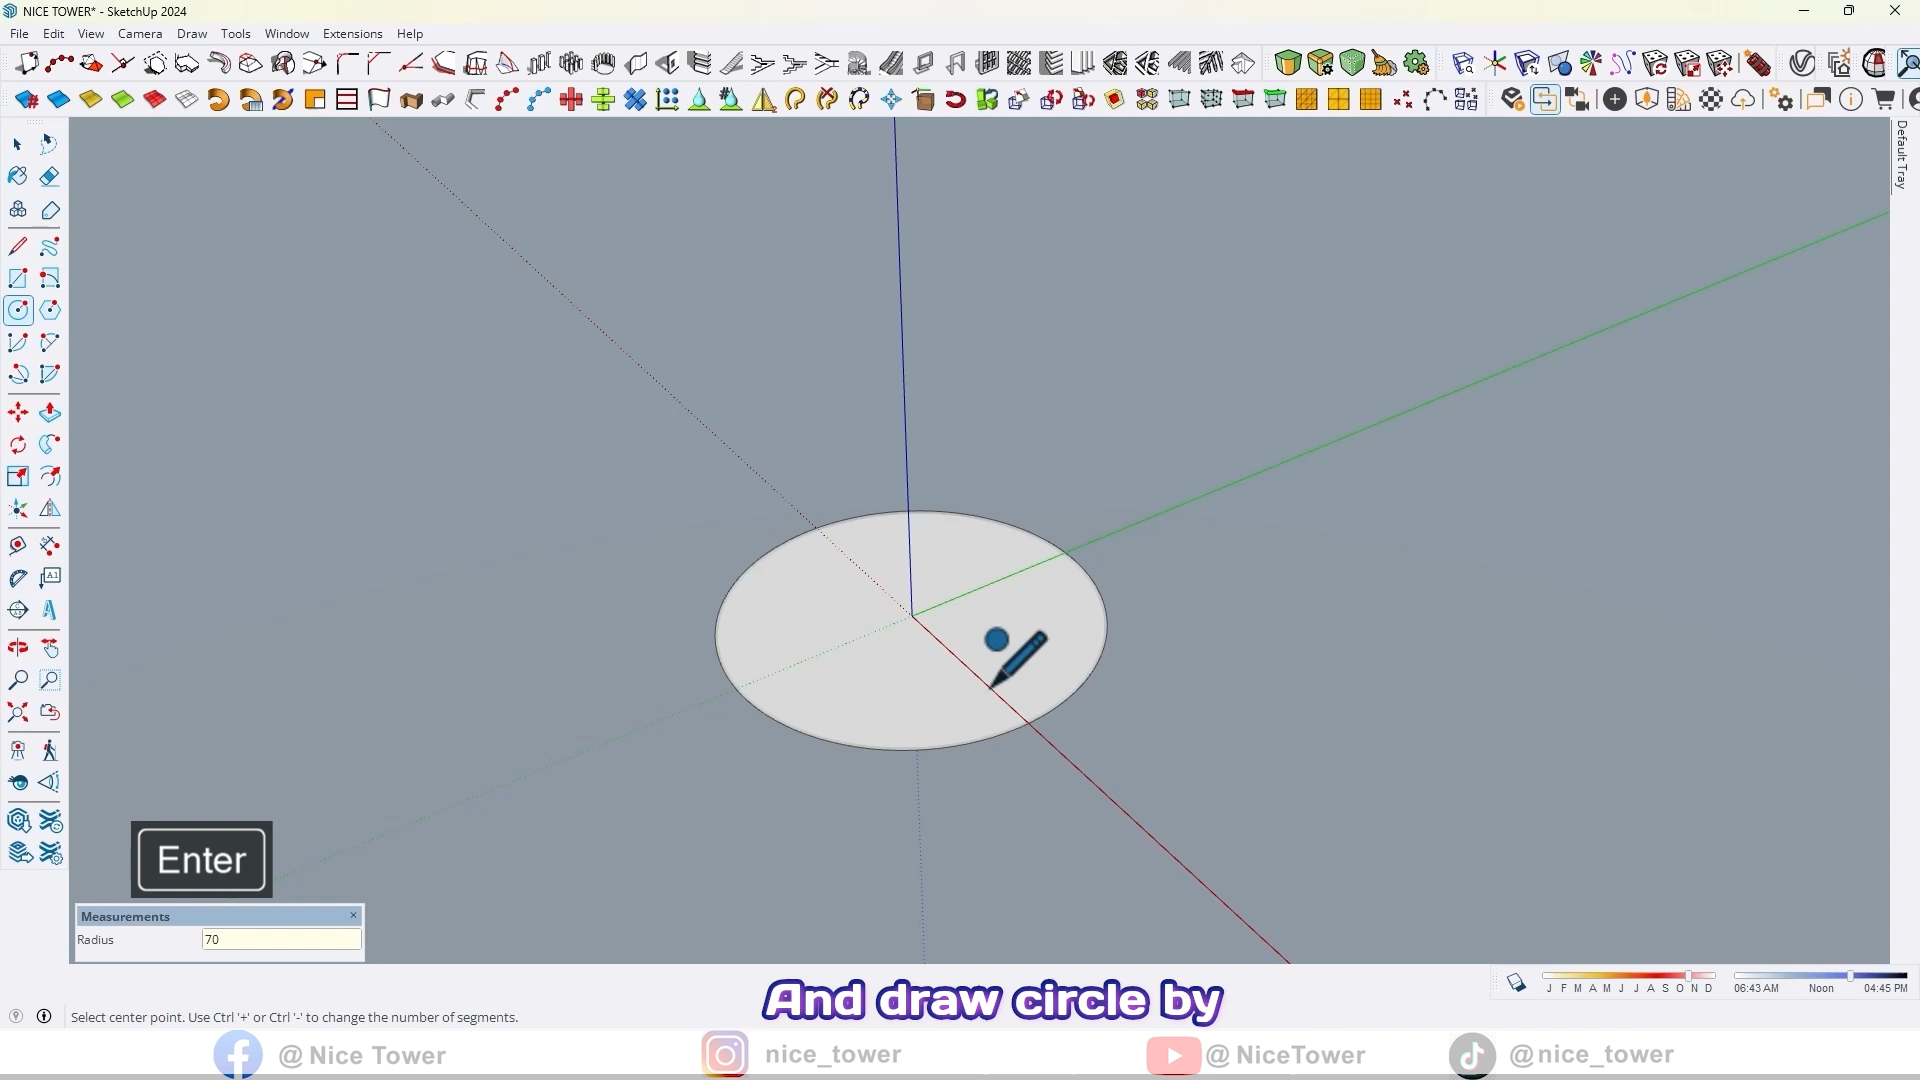 NICE TOWER* - SketchUp 2024
File Edit View Camera Draw Tools Window Extensions Help
Default Tray
A1
Enter
Measurements
Radius 70
And draw circle by
J F M A M J J A S O N D 06:43 AM Noon 04:45 PM
Select center point. Use Ctrl '+' or Ctrl '-' to change the number of segments.
@ Nice Tower nice_tower @ NiceTower @nice_tower